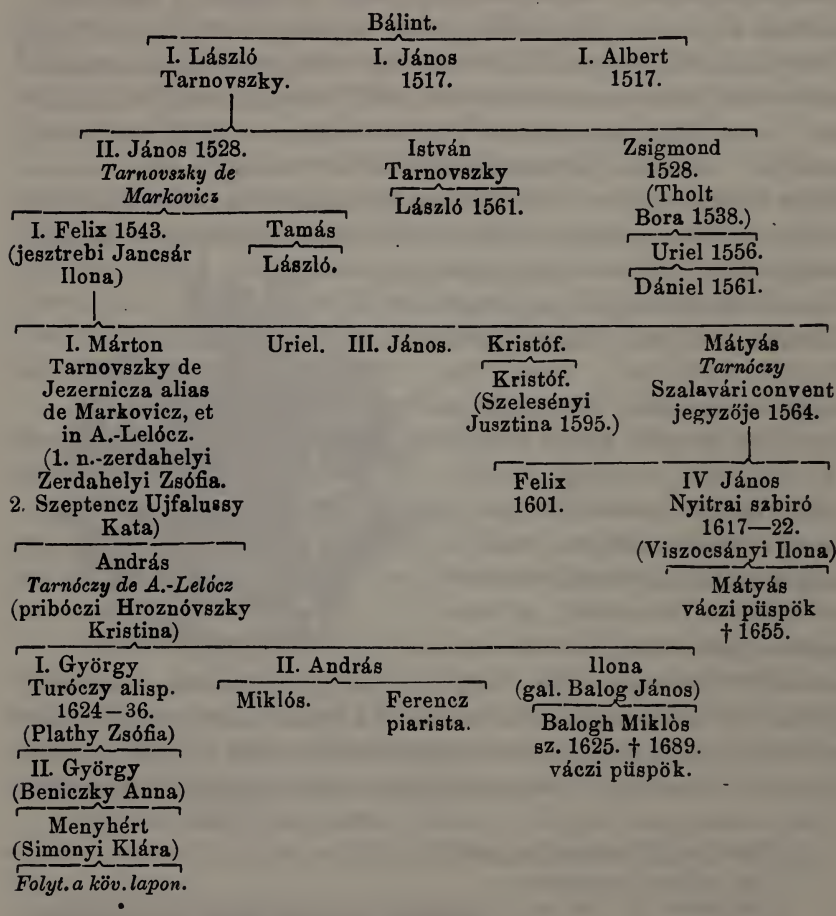 Bálint.
I. László I. János I. Albert
Tarnovszky. 1517. 1517.
II. János 1528. István Zsigmond
Tarnovszky de Tarnovszky 1528.
Markovicz László 1561. (Tholt
Bora 1538.)
I. Felix 1543. Tamás Uriel 1556.
(jesztrebi Jancsár László. Dániel 1561.
Ilona)
I. Márton Uriel. III. János. Kristóf. Mátyás
Tarnovszky de Kristóf. Tarnóczy
Jezernicza alias (Szelesényi Szalavári convent
de Markovicz, et Jusztina 1595.) jegyzője 1564.
in A.-Lelócz.
(1. n.-zerdahelyi
Zerdahelyi Zsófia. Felix IV János
2. Szeptencz Ujfalussy 1601. Nyitrai szbiró
Kata) 1617—22.
(Viszocsányi Ilona)
András Mátyás
Tarnóczy de A.-Lelócz váczi püspök
(pribóczi Hroznóvszky † 1655.
Kristina)
I. György II. András Ilona
Turóczy alisp. Miklós. Ferencz (gal. Balog János)
1624—36. piarista. Balogh Miklòs
(Plathy Zsófia) sz. 1625. † 1689.
II. György váczi püspök.
(Beniczky Anna)
Menyhért
(Simonyi Klára)
Folyt. a köv. lapon.